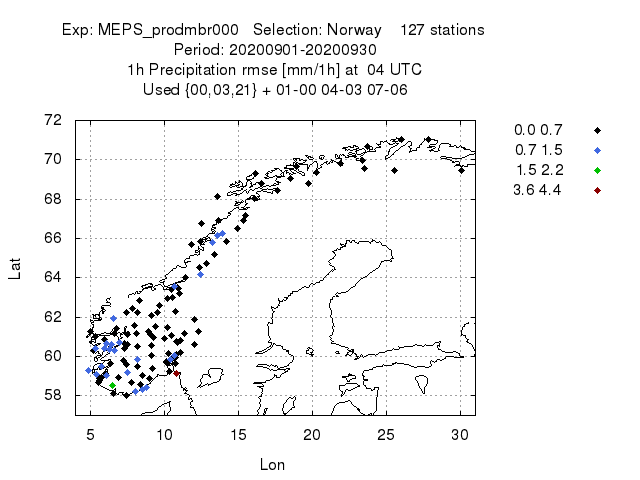 Exp: MEPS_prodmbr000   Selection: Norway    127 stations
Period: 20200901-20200930
1h Precipitation rmse [mm/1h] at  04 UTC
Used {00,03,21} + 01-00 04-03 07-06
72
70
68
66
64
62
60
58
Lat
5 10 15 20 25 30
Lon
0.0 0.7
0.7 1.5
1.5 2.2
3.6 4.4